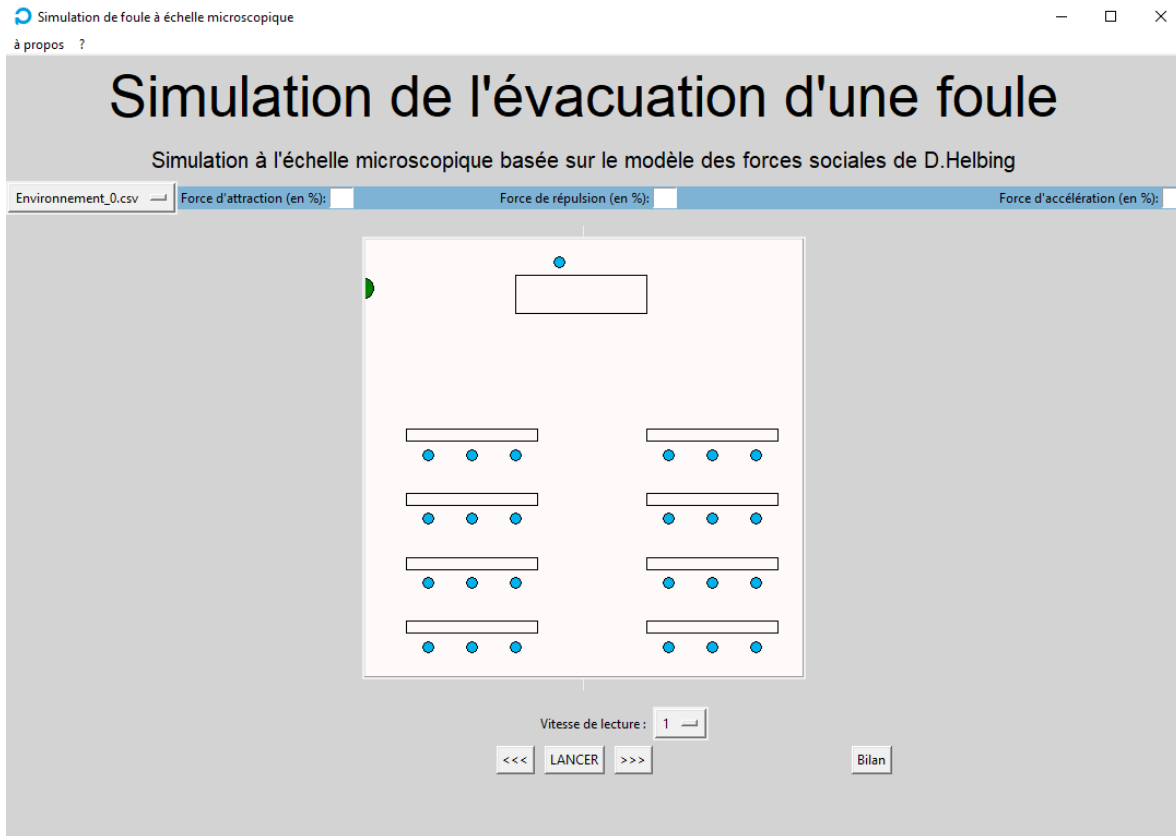 Simulation de foule à échelle microscopique
à propos ?
Simulation de l'évacuation d'une foule
Simulation à l'échelle microscopique basée sur le modèle des forces sociales de D.Helbing
Environnement_0.csv Force d'attraction (en %): Force de répulsion (en %): Force d'accélération (en %):
Vitesse de lecture : 1
<<< LANCER >>> Bilan